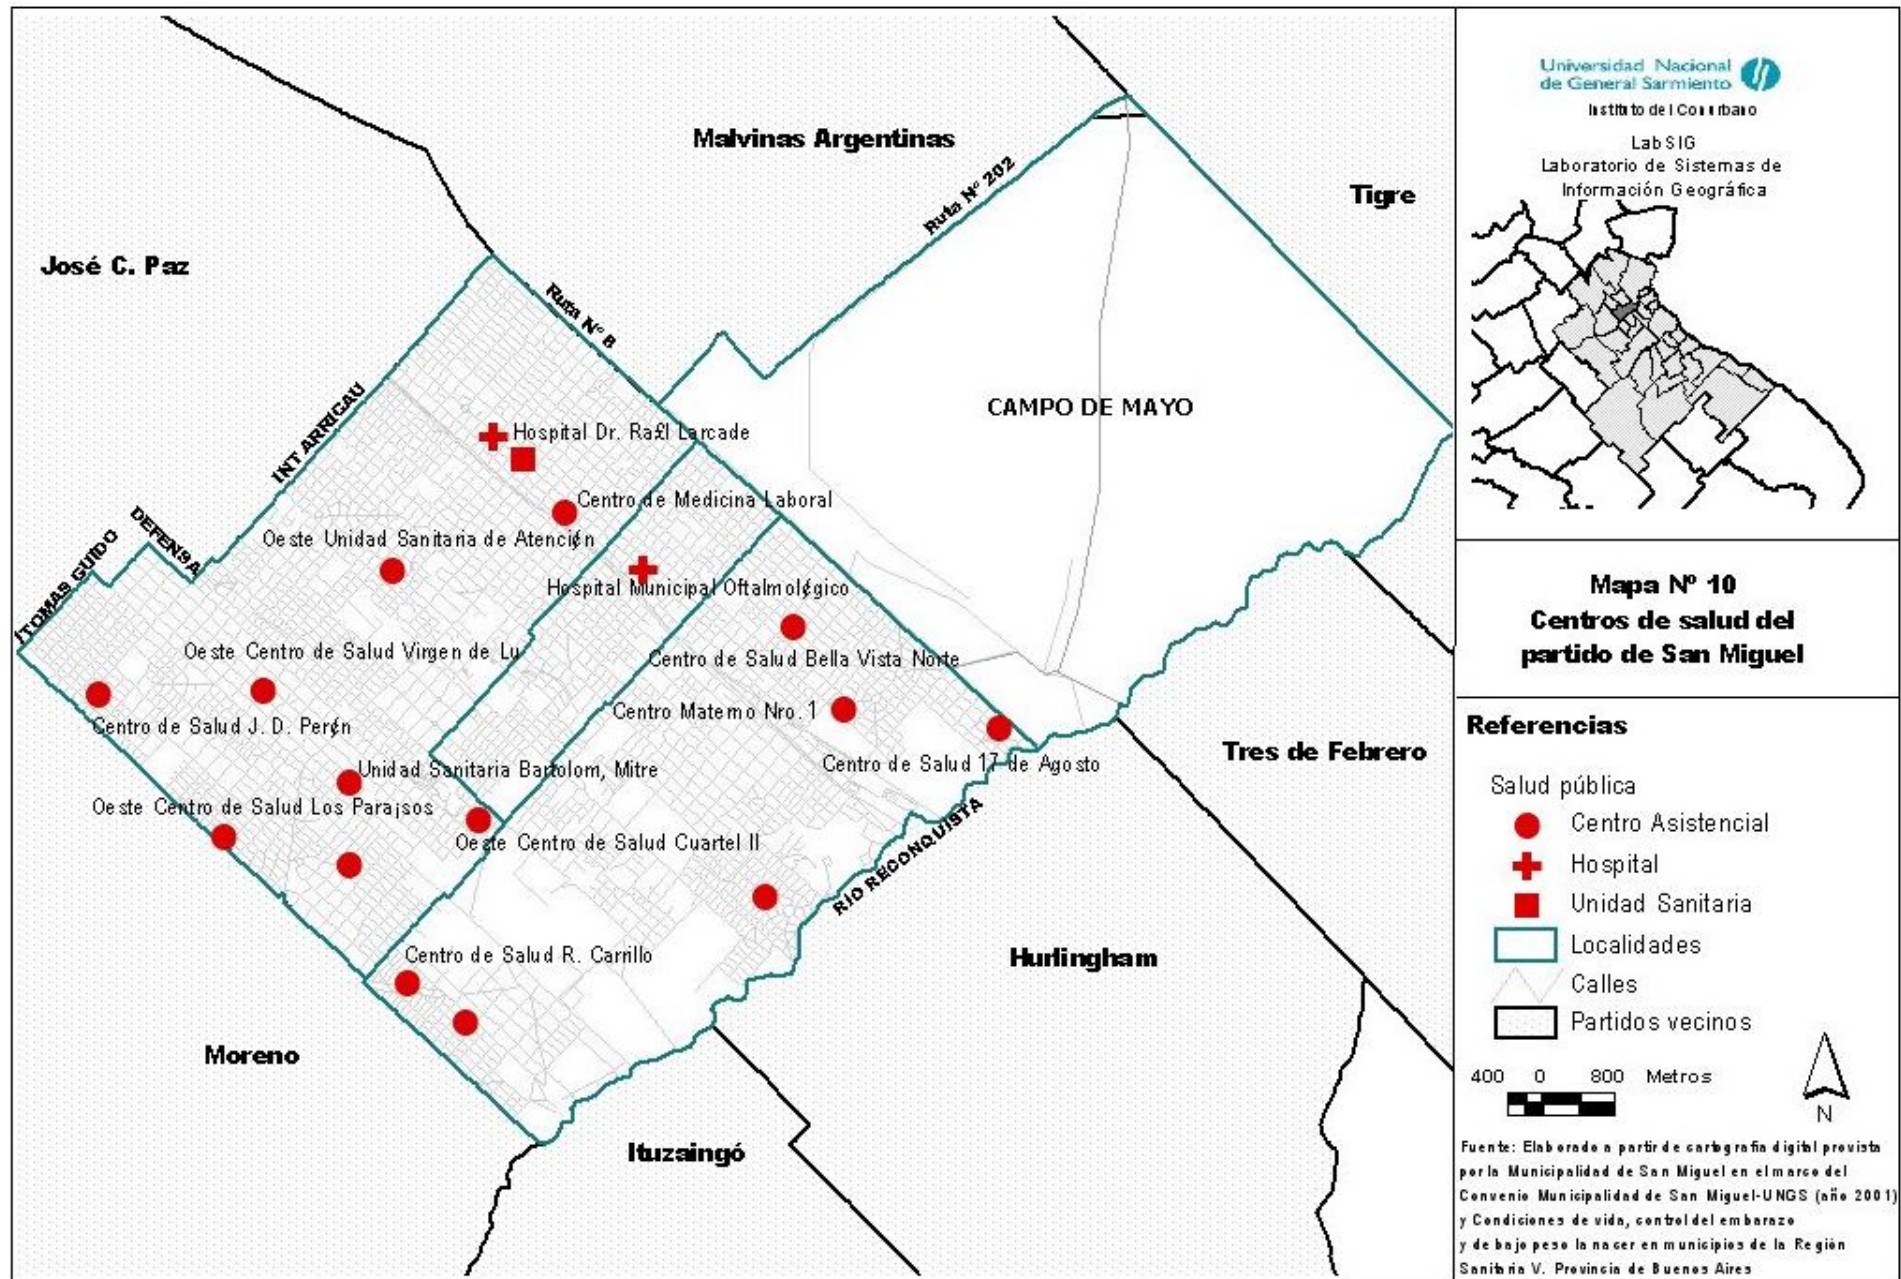 Malvinas Argentinas
Tigre
José C. Paz
Ruta Nº 202
Ruta Nº 8
CAMPO DE MAYO
INT ARRICAU
Hospital Dr. Ra£l Larcade
Centro de Medicina Laboral
DEFENSA
TOMAS GUIDO
Oeste Unidad Sanitaria de Atenci¢n
Hospital Municipal Oftalmol¢gico
Oeste Centro de Salud Virgen de Lu
Centro de Salud Bella Vista Norte
Centro Materno Nro. 1
Centro de Salud J. D. Per¢n
Tres de Febrero
Centro de Salud 17 de Agosto
Unidad Sanitaria Bartolom, Mitre
Oeste Centro de Salud Los Para¡sos
Oeste Centro de Salud Cuartel II
RÍO RECONQUISTA
Centro de Salud R. Carrillo
Hurlingham
Moreno
Ituzaingó
Universidad Nacional
de General Sarmiento
Instituto del Conurbano
LabSIG
Laboratorio de Sistemas de
Información Geográfica
Mapa Nº 10
Centros de salud del
partido de San Miguel
Referencias
Salud pública
Centro Asistencial
Hospital
Unidad Sanitaria
Localidades
Calles
Partidos vecinos
400 0 800 Metros
N
Fuente: Elaborado a partir de cartografia digital provista
por la Municipalidad de San Miguel en el marco del
Convenio Municipalidad de San Miguel-UNGS (año 2001)
y Condiciones de vida, control del embarazo
y de bajo peso la nacer en municipios de la Región
Sanitaria V. Provincia de Buenos Aires